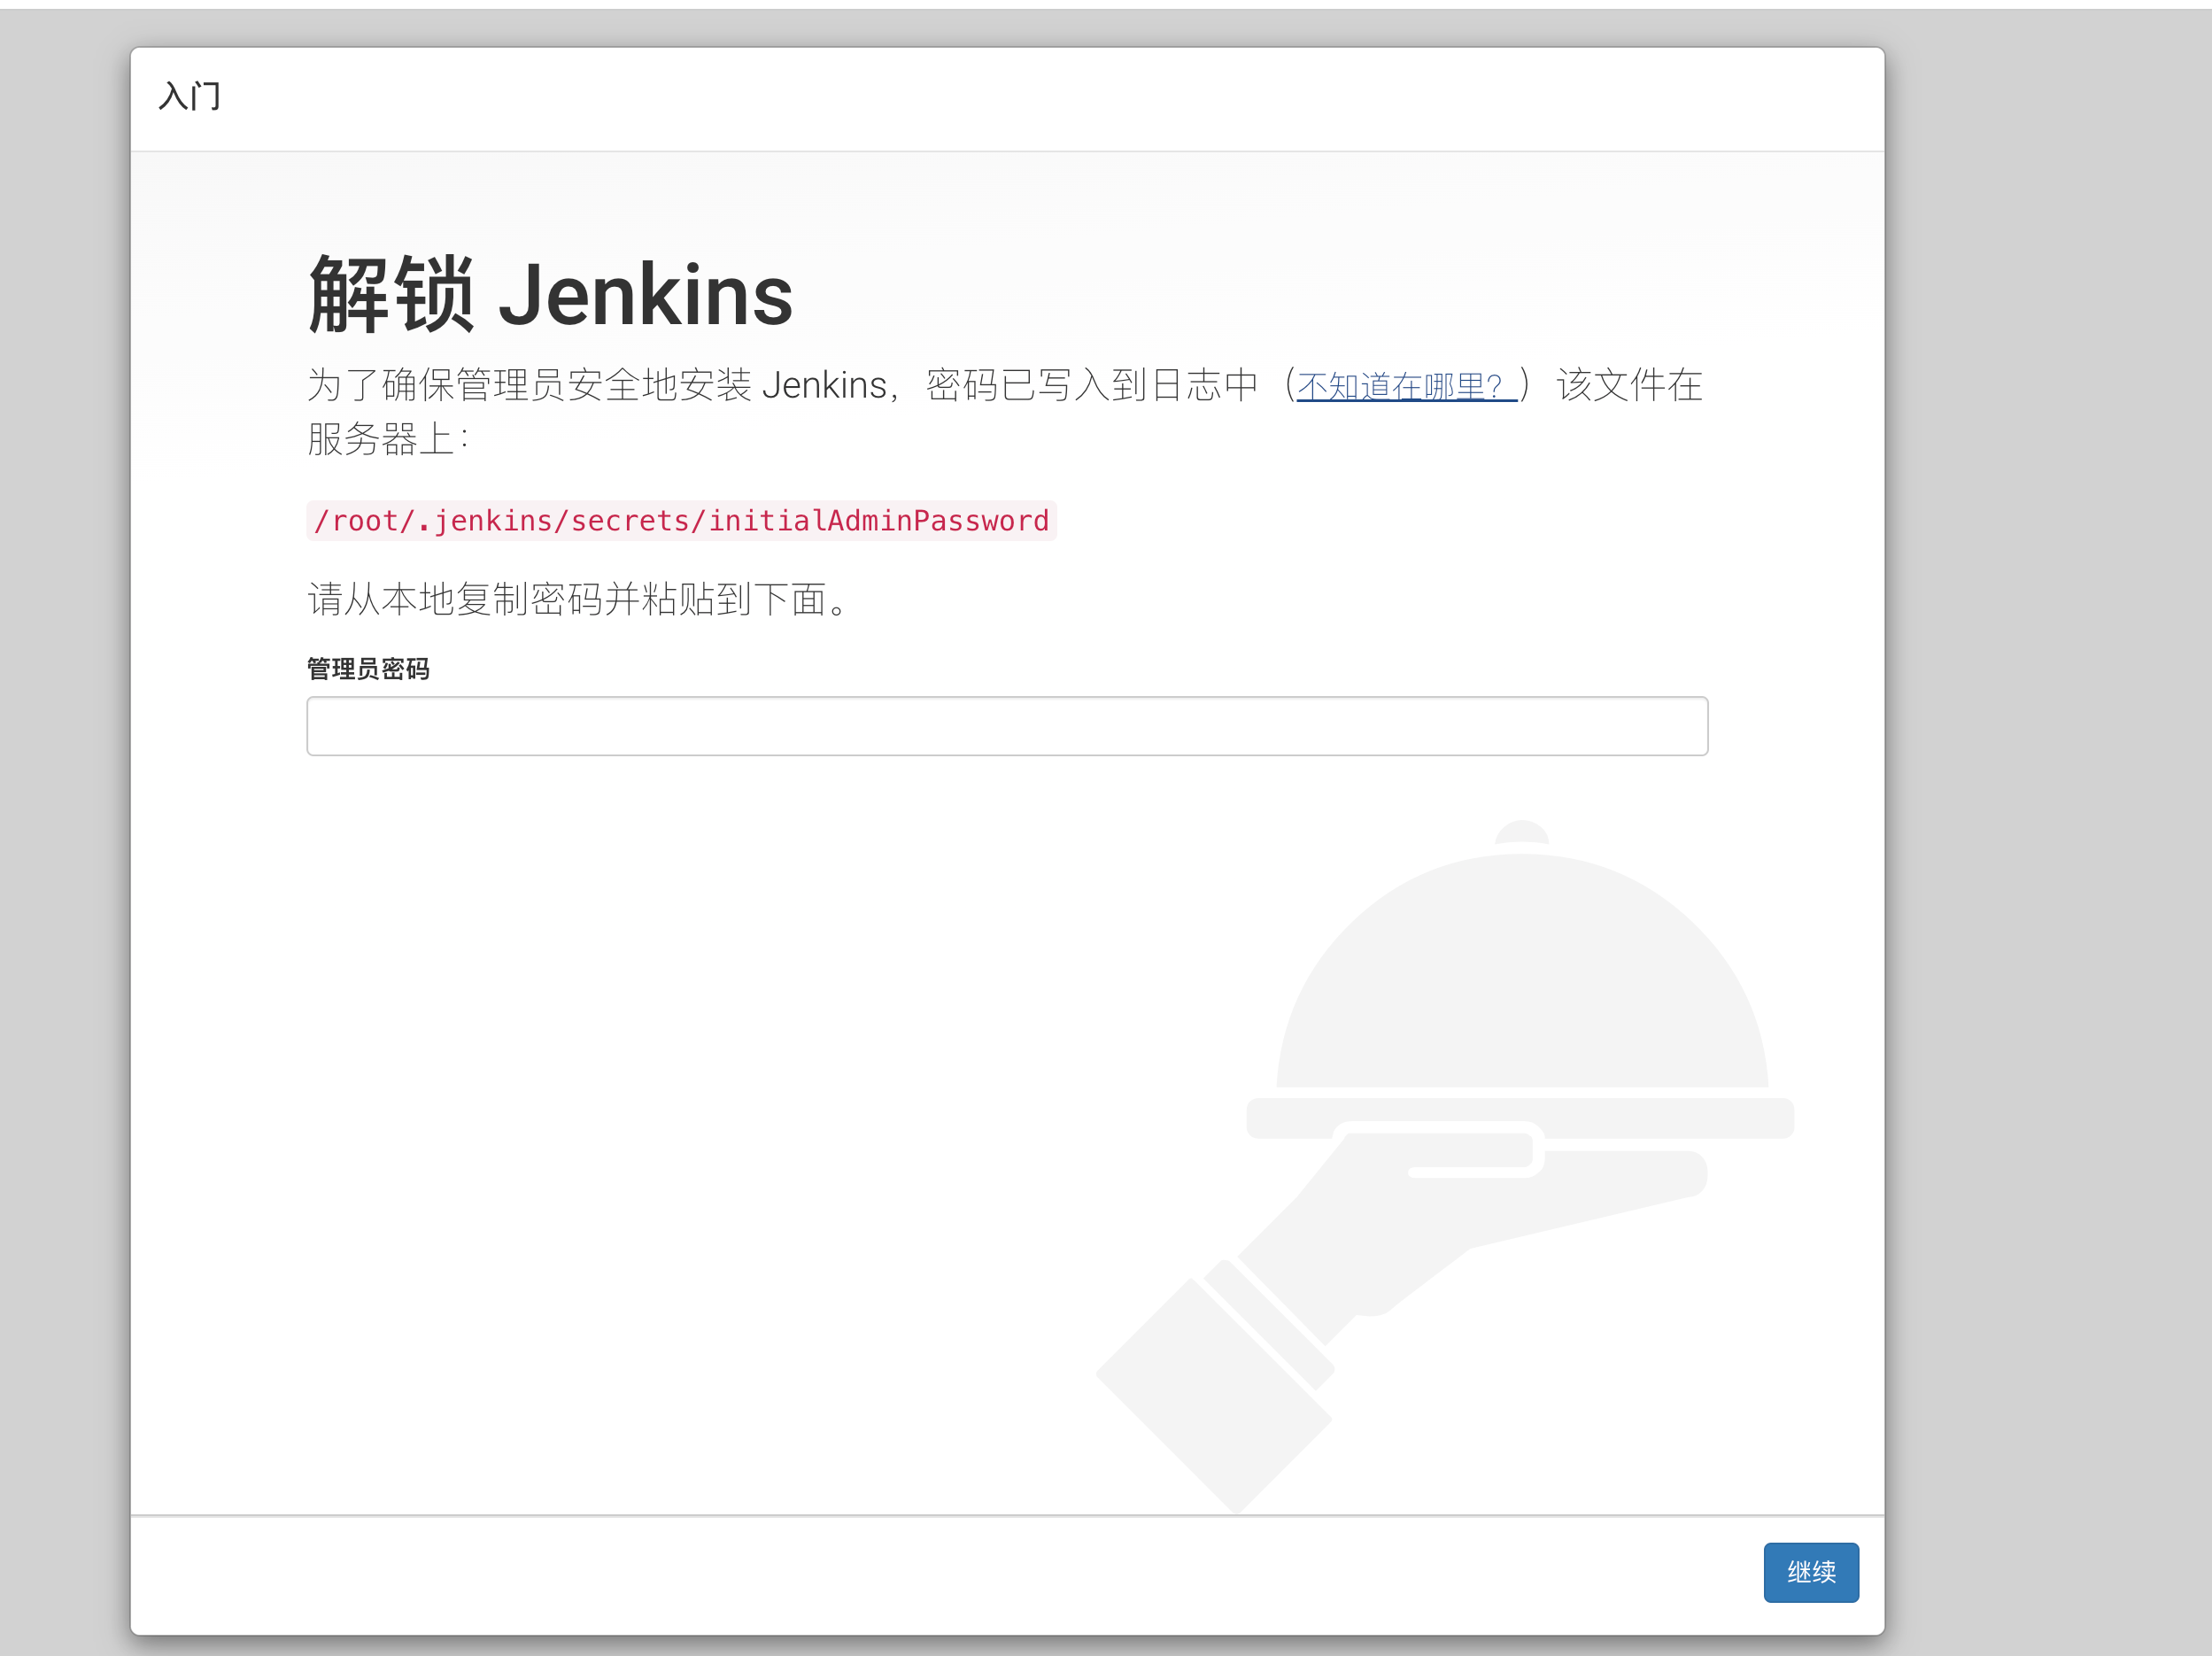 入门
解锁 Jenkins
为了确保管理员安全地安装 Jenkins，密码已写入到日志中（不知道在哪里？）该文件在
服务器上：
/root/.jenkins/secrets/initialAdminPassword
请从本地复制密码并粘贴到下面。
管理员密码
继续